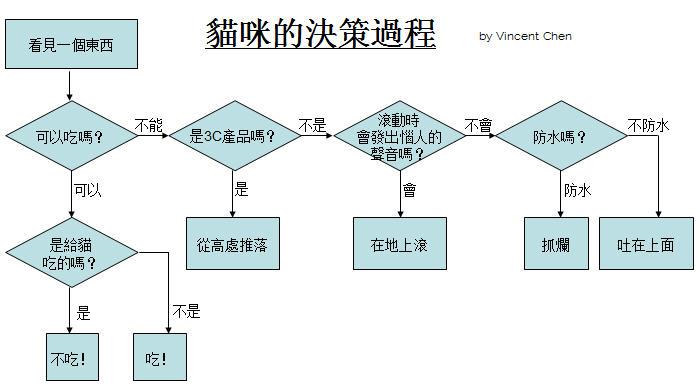 貓咪的決策過程
by Vincent Chen
看見一個東西
可以吃嗎？
不能
是3C產品嗎？
不是
滾動時
會發出惱人的
聲音嗎？
不會
防水嗎？
不防水
可以
是
會
防水
是給貓
吃的嗎？
從高處推落
在地上滾
抓爛
吐在上面
是
不是
不吃!
吃!